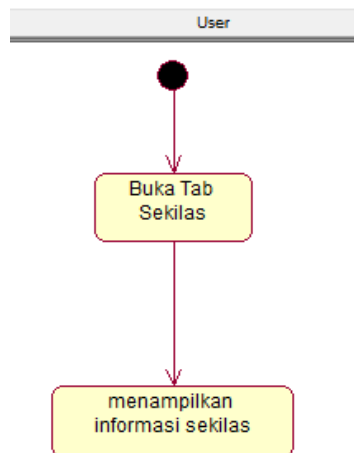 User
Buka Tab
Sekilas
menampilkan
informasi sekilas